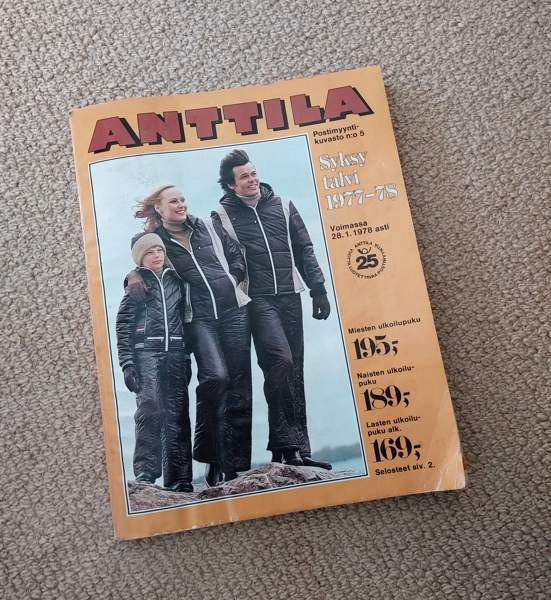 ANTTILA
Postimyynti-
kuvasto n:o 5
Syksy
talvi
1977-78
Voimassa
28.1.1978 asti
ANTTILA
25
Miesten ulkoilupuku
195,-
Naisten ulkoilu-
puku
189,-
Lasten ulkoilu-
puku alk.
169,-
Selosteet siv. 2.